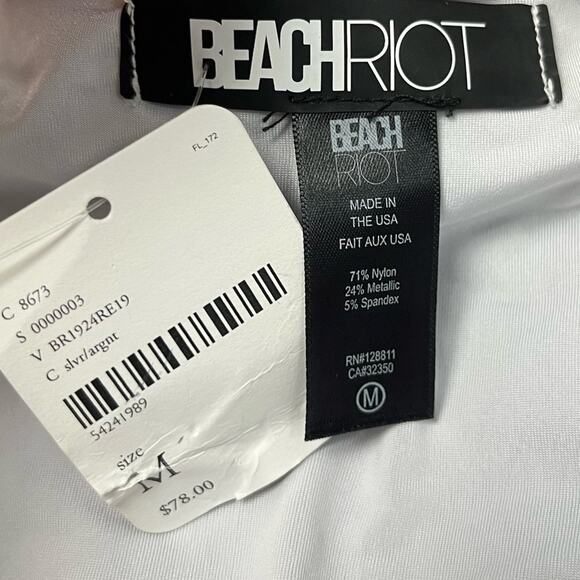 BEACHRIOT
BEACH
RIOT
MADE IN
THE USA
FAIT AUX USA
71% Nylon
24% Metallic
5% Spandex
RN#128811
CA#32350
M
FL_172
C 8673
S 0000003
V BR1924RE19
C slvr/argnt
54241989
size
M
$78.00